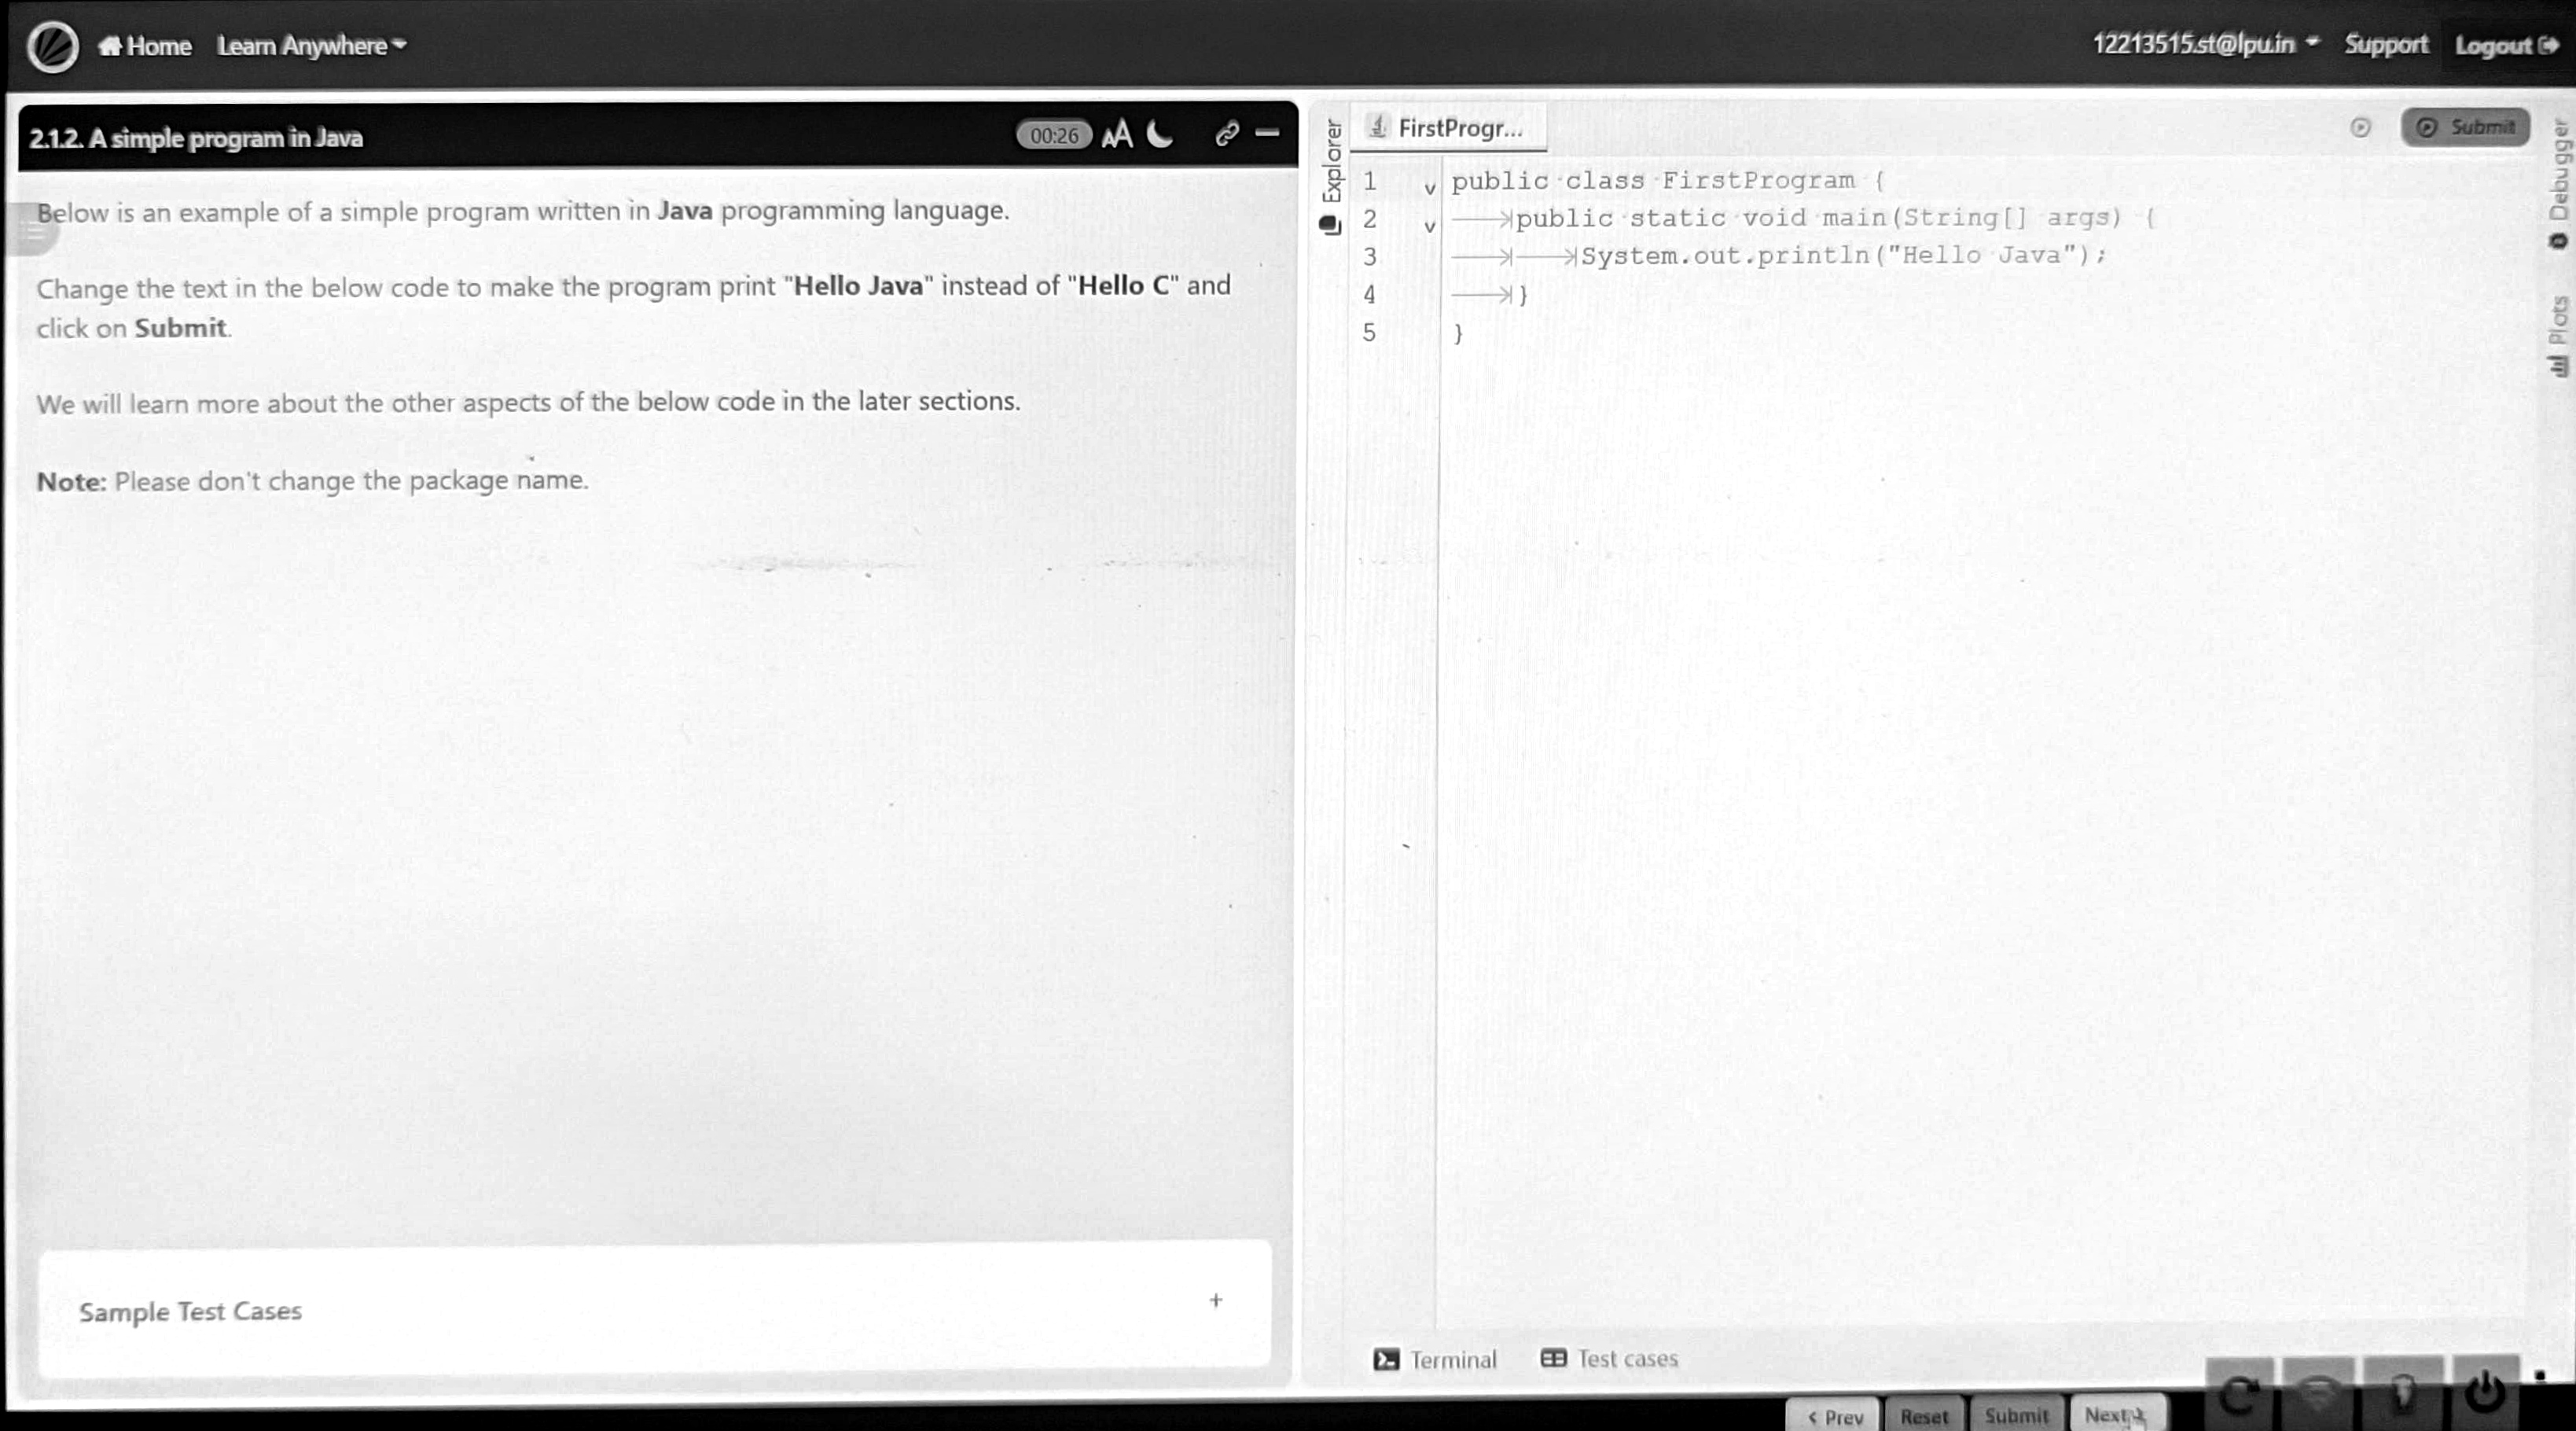 Home Learn Anywhere
12213515.st@lpu.in Support Logout
2.1.2. A simple program in Java
00:26 AA
Below is an example of a simple program written in Java programming language.
Change the text in the below code to make the program print "Hello Java" instead of "Hello C" and
click on Submit.
We will learn more about the other aspects of the below code in the later sections.
Note: Please don't change the package name.
Sample Test Cases +
Explorer
FirstProgr...
Submit
1 public class FirstProgram {
2 public static void main(String[] args) {
3 System.out.println("Hello Java");
4 }
5 }
Debugger
Plots
Terminal Test cases
< Prev Reset Submit Next >